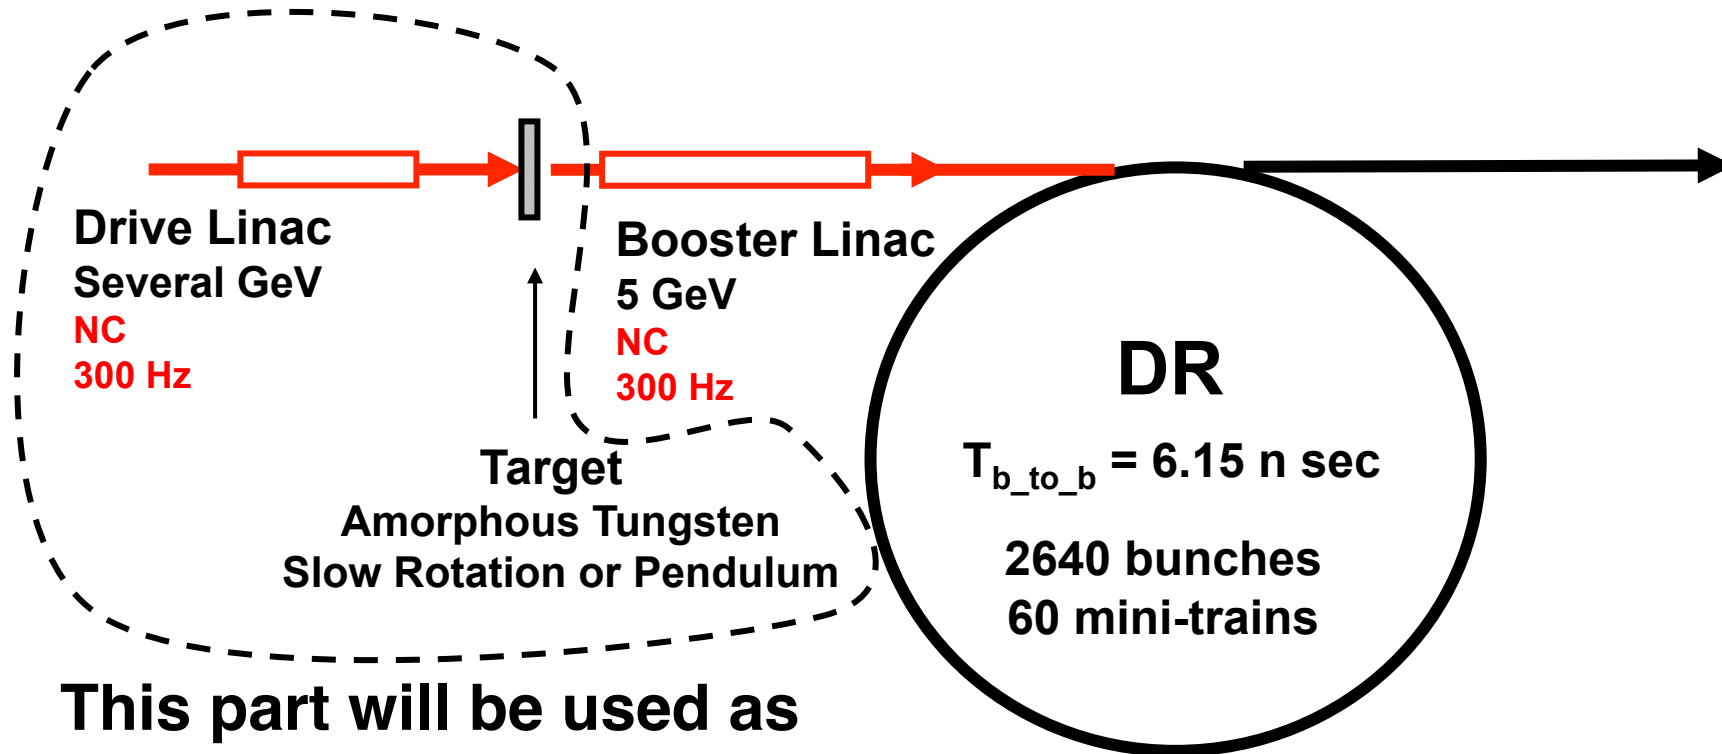 Drive Linac
Several GeV
NC
300 Hz
Booster Linac
5 GeV
NC
300 Hz
Target
Amorphous Tungsten
Slow Rotation or Pendulum
DR
T_b_to_b = 6.15 n sec
2640 bunches
60 mini-trains
This part will be used as